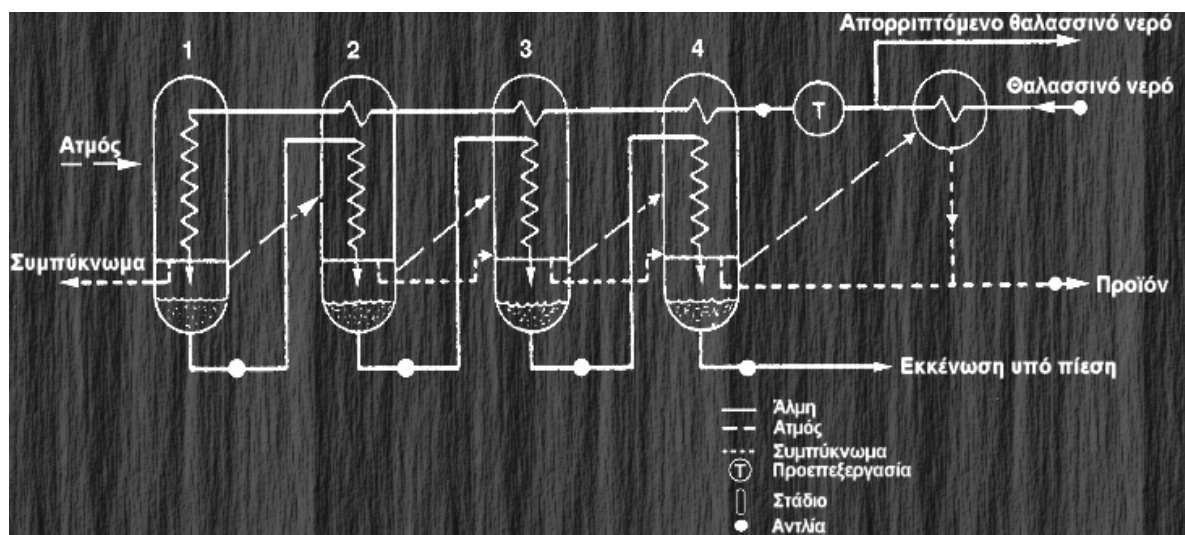 Απορριπτόμενο θαλασσινό νερό
1
2
3
4
Θαλασσινό νερό
T
Ατμός
Συμπύκνωμα
Προϊόν
Εκκένωση υπό πίεση
Άλμη
Ατμός
Συμπύκνωμα
T Προεπεξεργασία
Στάδιο
Αντλία